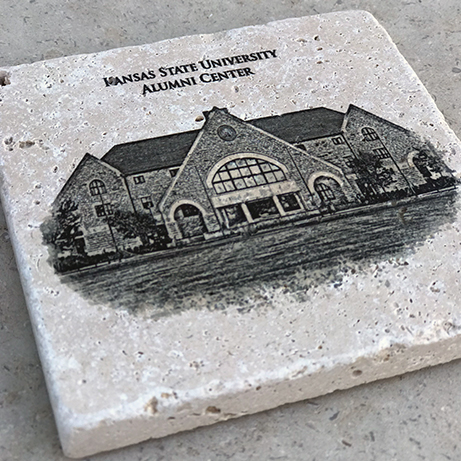 Kansas State University
Alumni Center